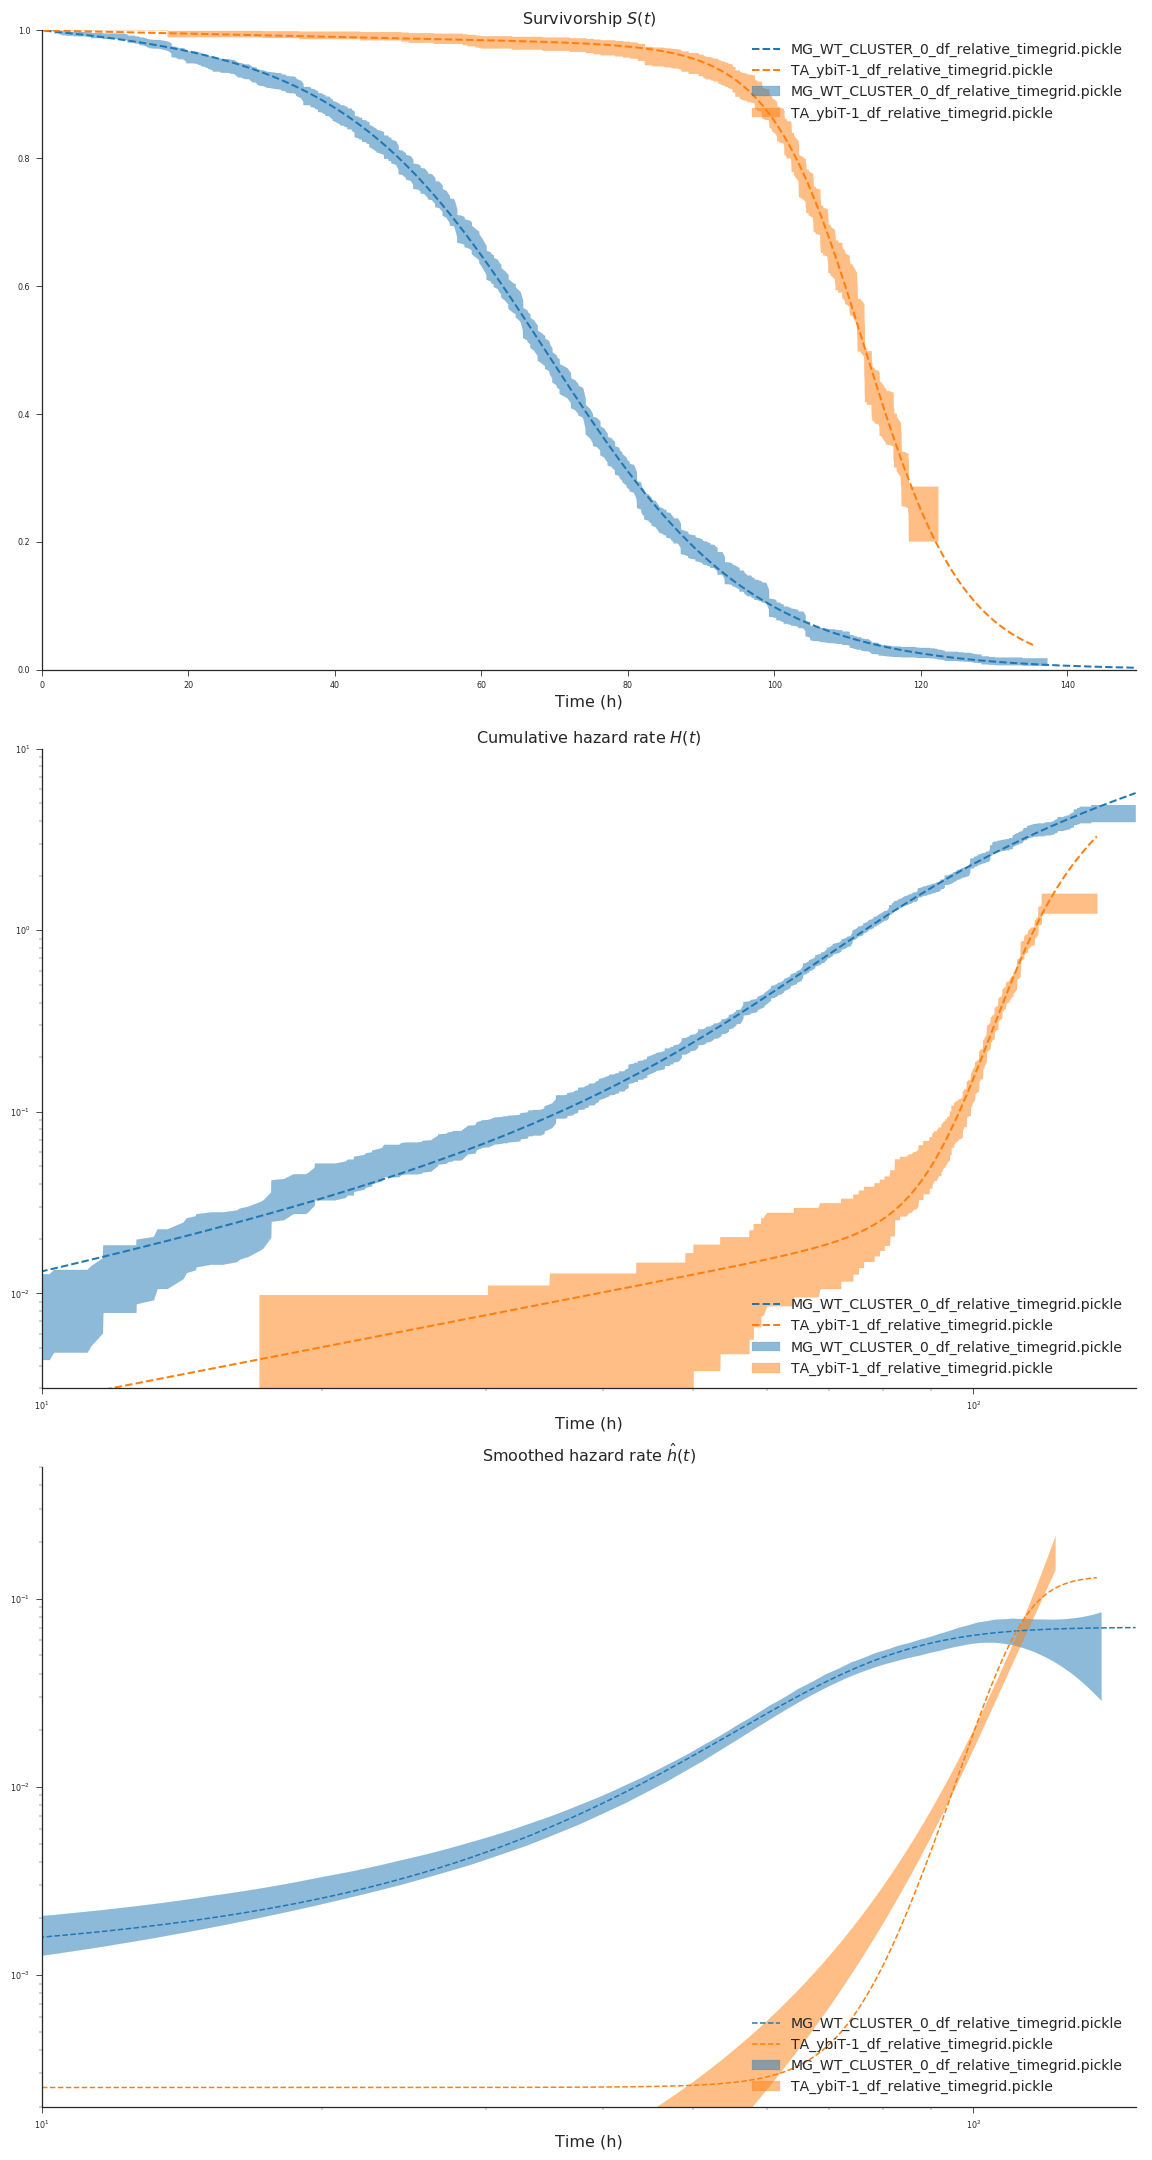 Survivorship S(t)
1.0
0.8
0.6
0.4
0.2
0.0
MG_WT_CLUSTER_0_df_relative_timegrid.pickle
TA_ybiT-1_df_relative_timegrid.pickle
MG_WT_CLUSTER_0_df_relative_timegrid.pickle
TA_ybiT-1_df_relative_timegrid.pickle
0 20 40 60 80 100 120 140
Time (h)
Cumulative hazard rate H(t)
10¹
10⁰
10⁻¹
10⁻²
MG_WT_CLUSTER_0_df_relative_timegrid.pickle
TA_ybiT-1_df_relative_timegrid.pickle
MG_WT_CLUSTER_0_df_relative_timegrid.pickle
TA_ybiT-1_df_relative_timegrid.pickle
10¹ 10²
Time (h)
Smoothed hazard rate ĥ(t)
10⁻¹
10⁻²
10⁻³
MG_WT_CLUSTER_0_df_relative_timegrid.pickle
TA_ybiT-1_df_relative_timegrid.pickle
MG_WT_CLUSTER_0_df_relative_timegrid.pickle
TA_ybiT-1_df_relative_timegrid.pickle
10¹ 10²
Time (h)